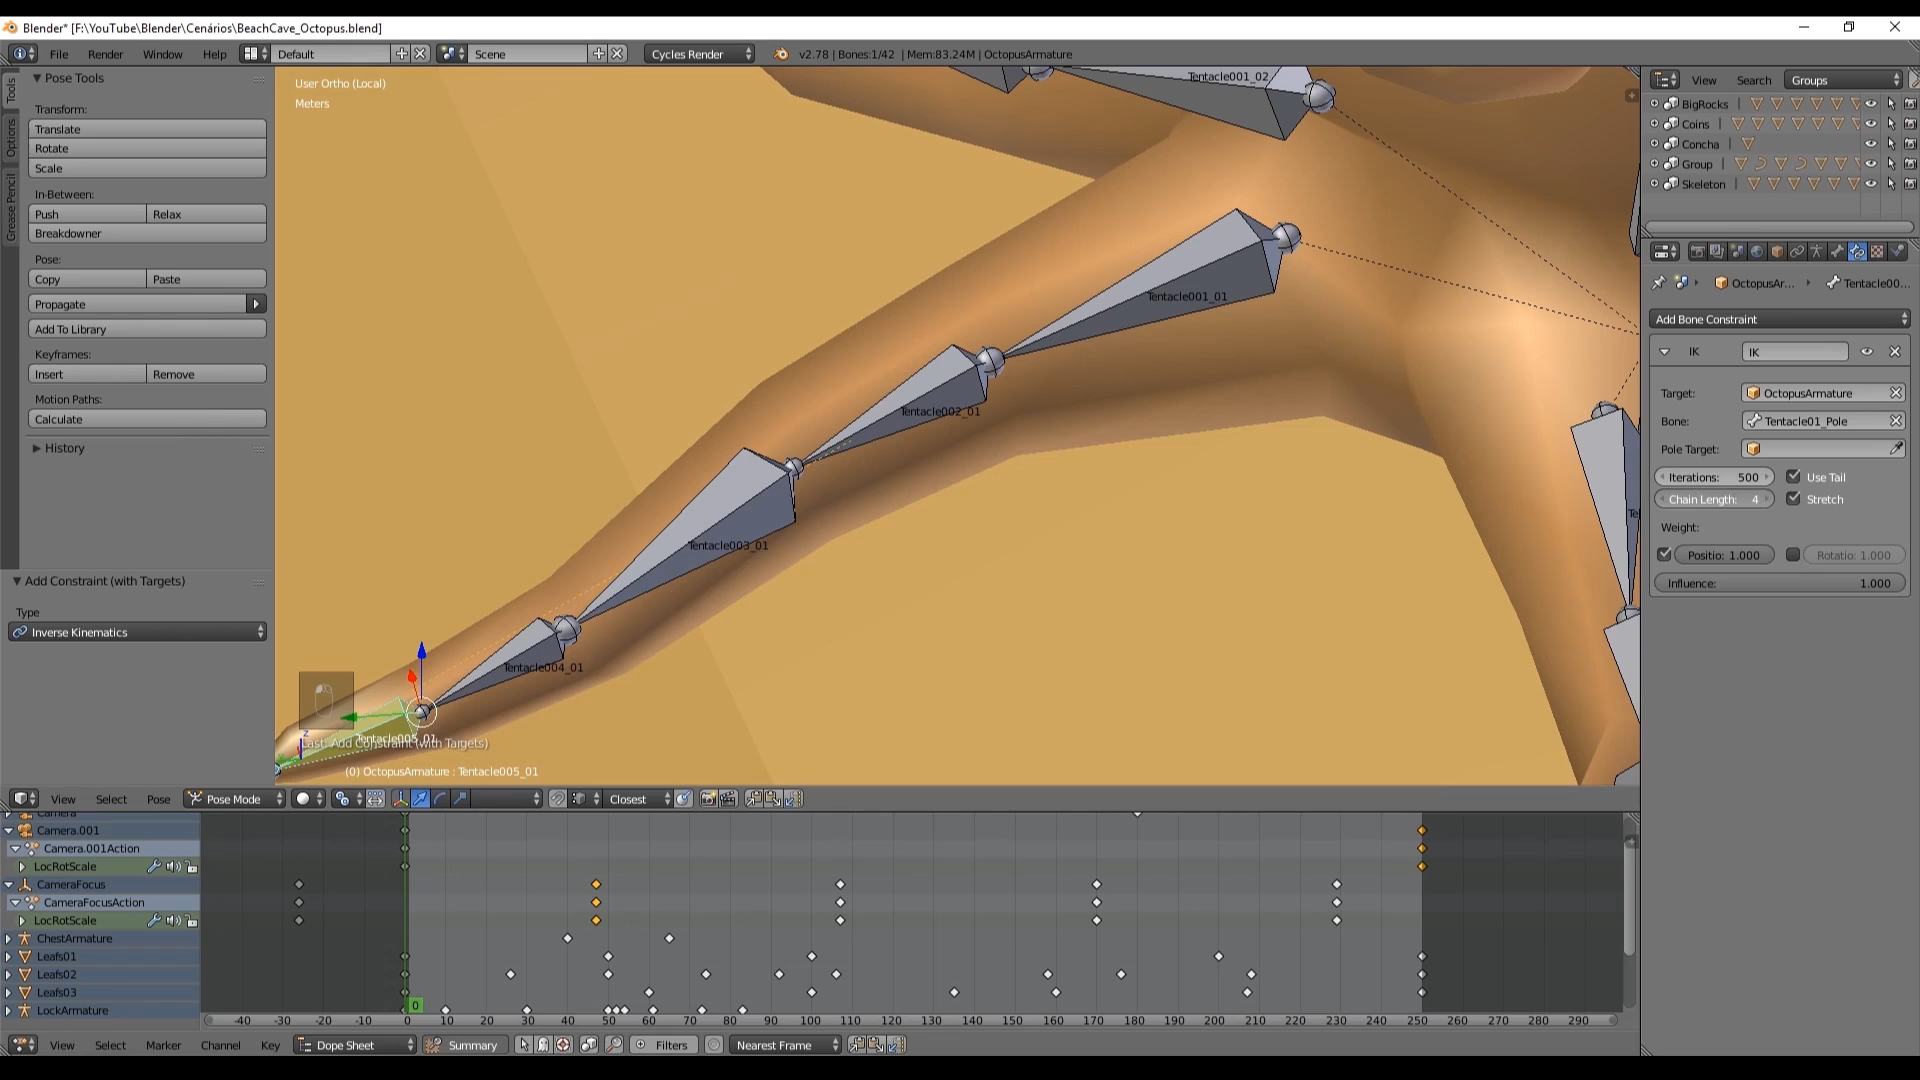 Blender* [F:\YouTube\Blender\Cenários\BeachCave_Octopus.blend]
File Render Window Help Default Scene Cycles Render v2.78 | Bones:1/42 | Mem:83.24M | OctopusArmature
Tools
Options
Grease Pencil
Pose Tools
Transform:
Translate
Rotate
Scale
In-Between:
Push Relax
Breakdowner
Pose:
Copy Paste
Propagate
Add To Library
Keyframes:
Insert Remove
Motion Paths:
Calculate
History
Add Constraint (with Targets)
Type
Inverse Kinematics
User Ortho (Local)
Meters
Tentacle001_02
Tentacle001_01
Tentacle002_01
Tentacle003_01
Tentacle004_01
Tentacle005_01
Last: Add Constraint (with Targets)
(0) OctopusArmature : Tentacle005_01
View Search Groups
BigRocks
Coins
Concha
Group
Skeleton
OctopusAr... Tentacle00...
Add Bone Constraint
IK IK
Target: OctopusArmature
Bone: Tentacle01_Pole
Pole Target:
Iterations: 500 Use Tail
Chain Length: 4 Stretch
Weight:
Positio: 1.000 Rotatio: 1.000
Influence: 1.000
View Select Pose Pose Mode Closest
Camera
Camera.001
Camera.001Action
LocRotScale
CameraFocus
CameraFocusAction
LocRotScale
ChestArmature
Leafs01
Leafs02
Leafs03
LockArmature
0
-40 -30 -20 -10 0 10 20 30 40 50 60 70 80 90 100 110 120 130 140 150 160 170 180 190 200 210 220 230 240 250 260 270 280 290
View Select Marker Channel Key Dope Sheet Summary Filters Nearest Frame